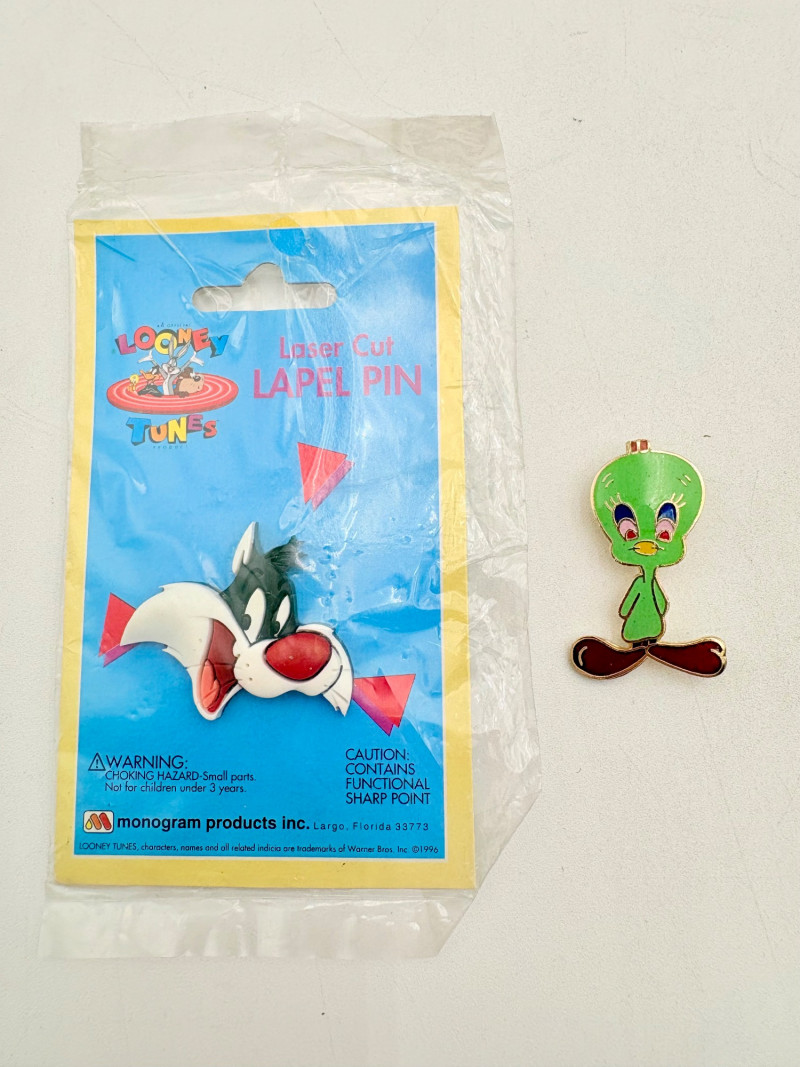 An official
LOONEY
TUNES
Laser Cut
LAPEL PIN
WARNING:
CHOKING HAZARD-Small parts.
Not for children under 3 years.
CAUTION:
CONTAINS
FUNCTIONAL
SHARP POINT
monogram products inc. Largo, Florida 33773
LOONEY TUNES, characters, names and all related indicia are trademarks of Warner Bros. Inc. ©1996